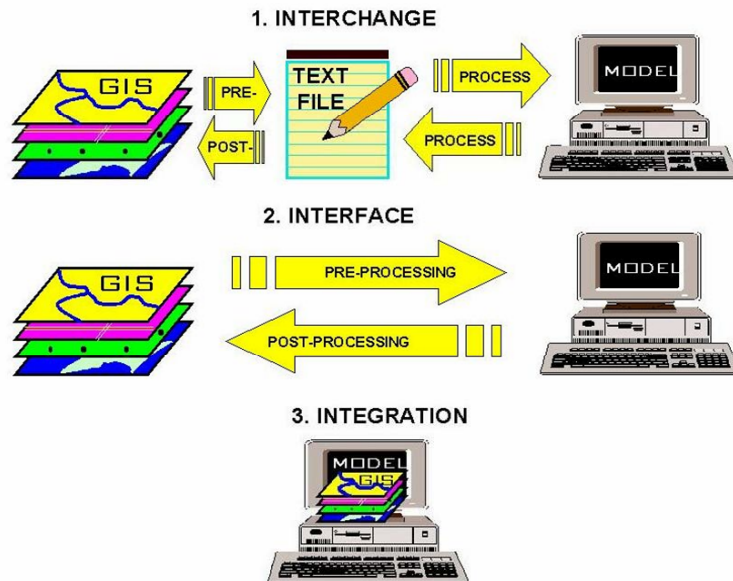 1. INTERCHANGE
GIS
PRE-
TEXT
FILE
PROCESS
MODEL
POST-
PROCESS
2. INTERFACE
GIS
PRE-PROCESSING
MODEL
POST-PROCESSING
3. INTEGRATION
MODEL
GIS